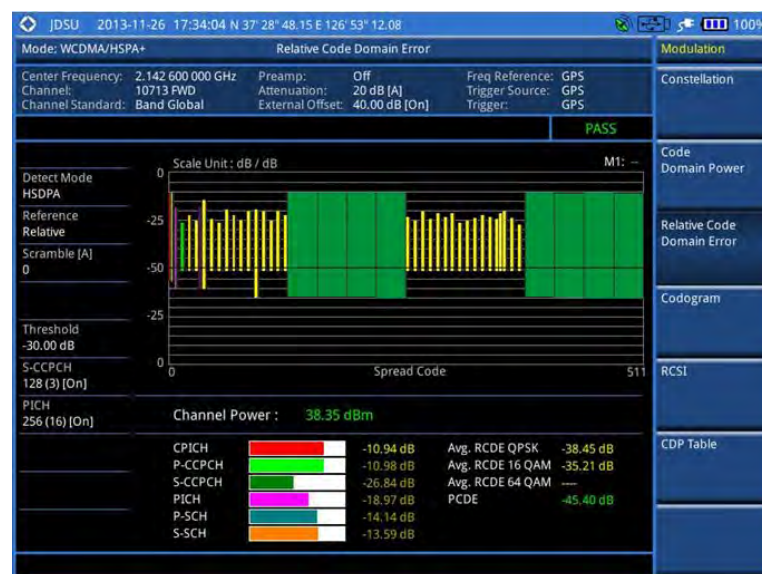 JDSU 2013-11-26 17:34:04 N 37' 28" 48.15 E 126' 53" 12.08 100%
Mode: WCDMA/HSPA+ Relative Code Domain Error Modulation
Center Frequency: 2.142 600 000 GHz Preamp: Off Freq Reference: GPS
Channel: 10713 FWD Attenuation: 20 dB [A] Trigger Source: GPS
Channel Standard: Band Global External Offset: 40.00 dB [On] Trigger: GPS
PASS
Constellation
Code
Domain Power
Relative Code
Domain Error
Codogram
RCSI
CDP Table
Detect Mode
HSDPA
Reference
Relative
Scramble [A]
0
Threshold
-30.00 dB
S-CCPCH
128 (3) [On]
PICH
256 (16) [On]
Scale Unit : dB / dB M1: --
0
-25
-50
-25
0
0 Spread Code 511
Channel Power : 38.35 dBm
CPICH -10.94 dB Avg. RCDE QPSK -38.45 dB
P-CCPCH -10.98 dB Avg. RCDE 16 QAM -35.21 dB
S-CCPCH -26.84 dB Avg. RCDE 64 QAM ----
PICH -18.97 dB PCDE -45.40 dB
P-SCH -14.14 dB
S-SCH -13.59 dB